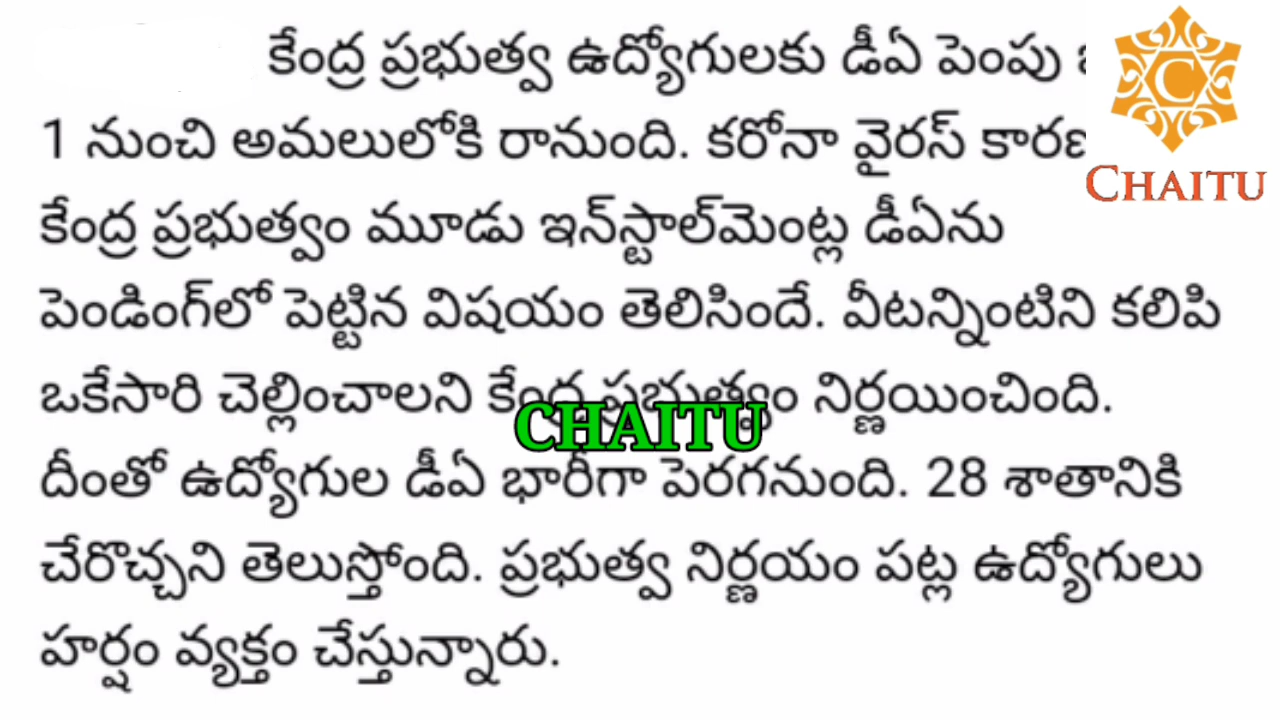 కేంద్ర ప్రభుత్వ ఉద్యోగులకు డీఏ పెంపు
1 నుంచి అమలులోకి రానుంది. కరోనా వైరస్
కేంద్ర ప్రభుత్వం మూడు ఇన్‌స్టాల్‌మెంట్ల డీఏను
పెండింగ్‌లో పెట్టిన విషయం తెలిసిందే. వీటన్నింటిని కలిపి
ఒకేసారి చెల్లించాలని కేంద్ర ప్రభుత్వం నిర్ణయించింది.
దీంతో ఉద్యోగుల డీఏ భారీగా పెరగనుంది. 28 శాతానికి
చేరొచ్చని తెలుస్తోంది. ప్రభుత్వ నిర్ణయం పట్ల ఉద్యోగులు
హర్షం వ్యక్తం చేస్తున్నారు.
C
CHAITU
CHAITU